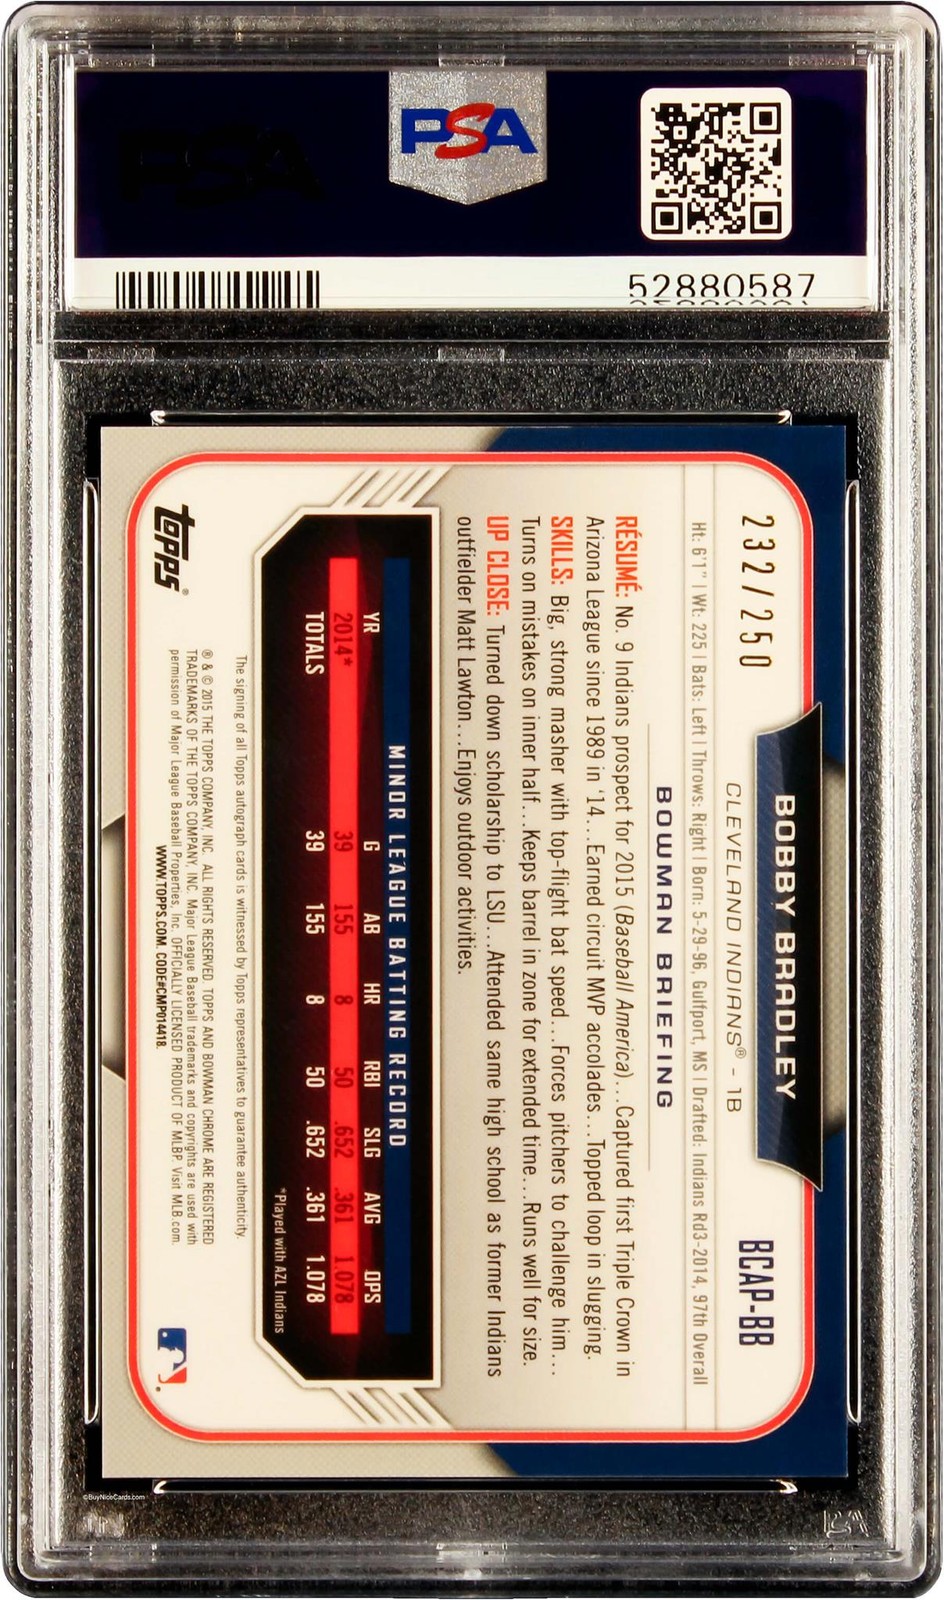 PSA
52880587
232/250
BOBBY BRADLEY
CLEVELAND INDIANS® - 1B
BCAP-BB
Ht: 6'1" | Wt: 225 | Bats: Left | Throws: Right | Born: 5-29-96, Gulfport, MS | Drafted: Indians Rd3-2014, 97th Overall
BOWMAN BRIEFING
RÉSUMÉ: No. 9 Indians prospect for 2015 (Baseball America)...Captured first Triple Crown in
Arizona League since 1989 in '14...Earned circuit MVP accolades...Topped loop in slugging.
SKILLS: Big, strong masher with top-flight bat speed...Forces pitchers to challenge him...
Turns on mistakes on inner half...Keeps barrel in zone for extended time...Runs well for size.
UP CLOSE: Turned down scholarship to LSU...Attended same high school as former Indians
outfielder Matt Lawton...Enjoys outdoor activities.
MINOR LEAGUE BATTING RECORD
YR G AB HR RBI SLG AVG OPS
2014* 39 155 8 50 .652 .361 1.078
TOTALS 39 155 8 50 .652 .361 1.078
*Played with AZL Indians
The signing of all Topps autograph cards is witnessed by Topps representatives to guarantee authenticity.
® & © 2015 THE TOPPS COMPANY, INC. ALL RIGHTS RESERVED. TOPPS AND BOWMAN CHROME ARE REGISTERED
TRADEMARKS OF THE TOPPS COMPANY, INC. Major League Baseball trademarks and copyrights are used with
permission of Major League Baseball Properties, Inc. OFFICIALLY LICENSED PRODUCT OF MLBP. Visit MLB.com.
WWW.TOPPS.COM. CODE#CMP014418.
topps®
©BuyNiceCards.com